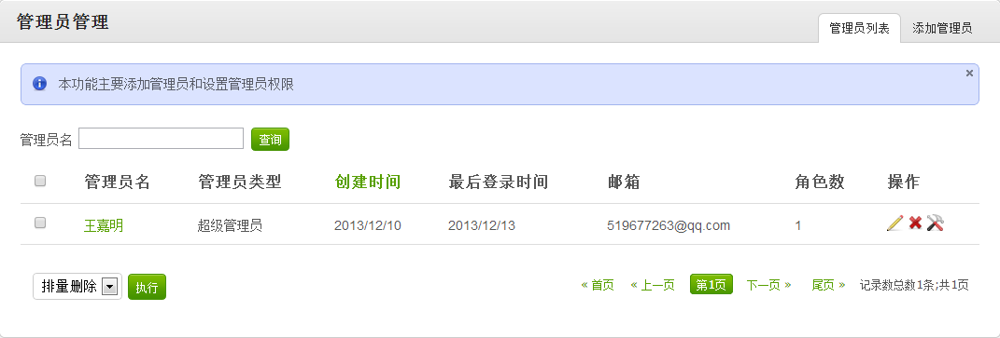 管理员管理
管理员列表 添加管理员
本功能主要添加管理员和设置管理员权限
管理员名 查询
管理员名 管理员类型 创建时间 最后登录时间 邮箱 角色数 操作
王嘉明 超级管理员 2013/12/10 2013/12/13 519677263@qq.com 1
排量删除 执行 « 首页 « 上一页 第1页 下一页 » 尾页 » 记录数总数1条;共1页